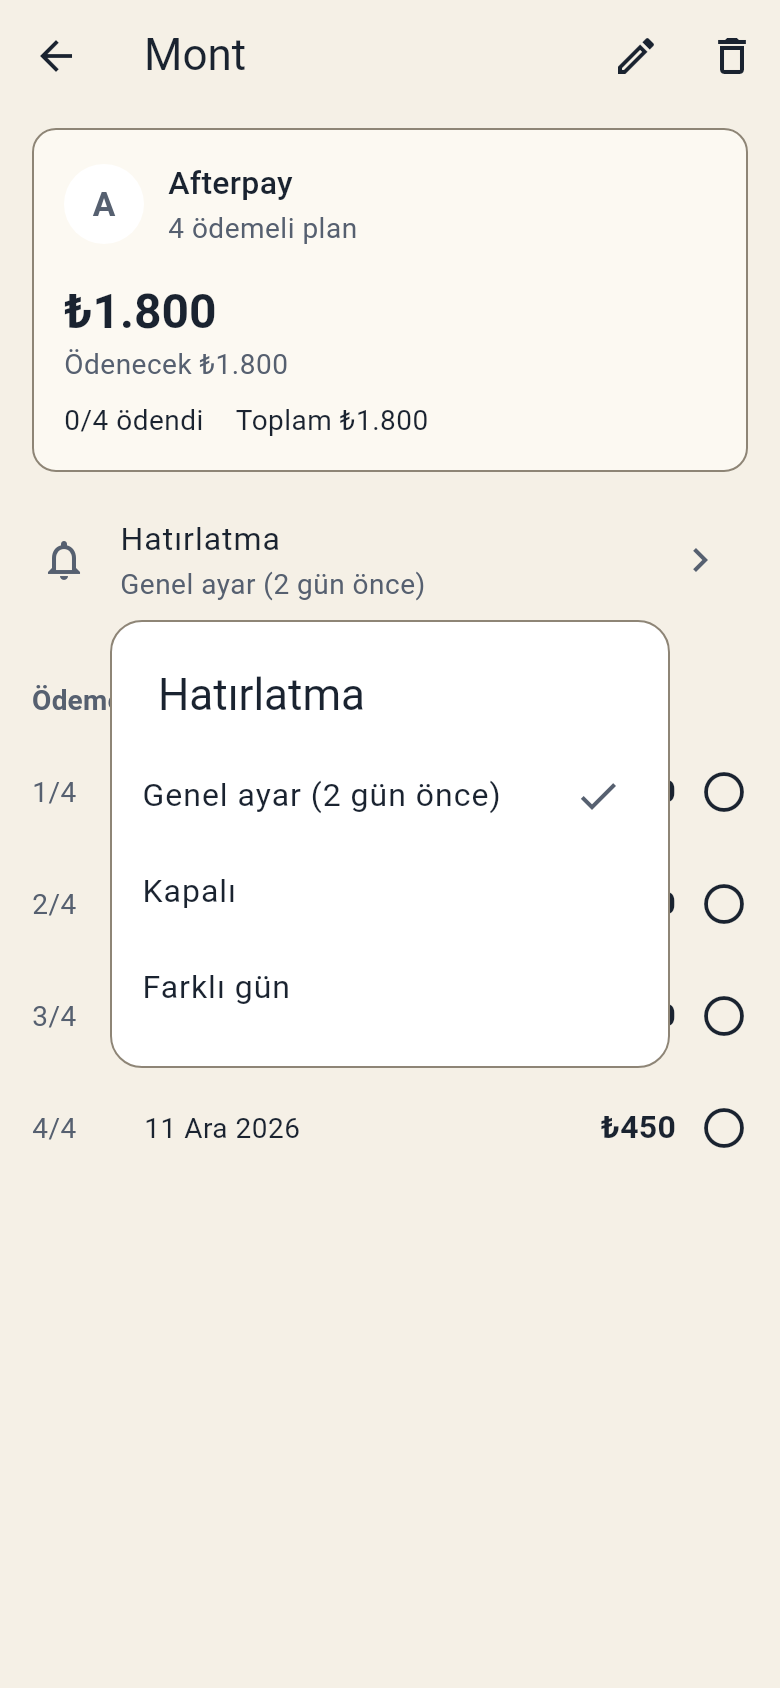 Mont
A
Afterpay
4 ödemeli plan
₺1.800
Ödenecek ₺1.800
0/4 ödendi Toplam ₺1.800
Hatırlatma
Genel ayar (2 gün önce)
Hatırlatma
Genel ayar (2 gün önce)
Kapalı
Farklı gün
1/4
2/4
3/4
4/4 11 Ara 2026 ₺450